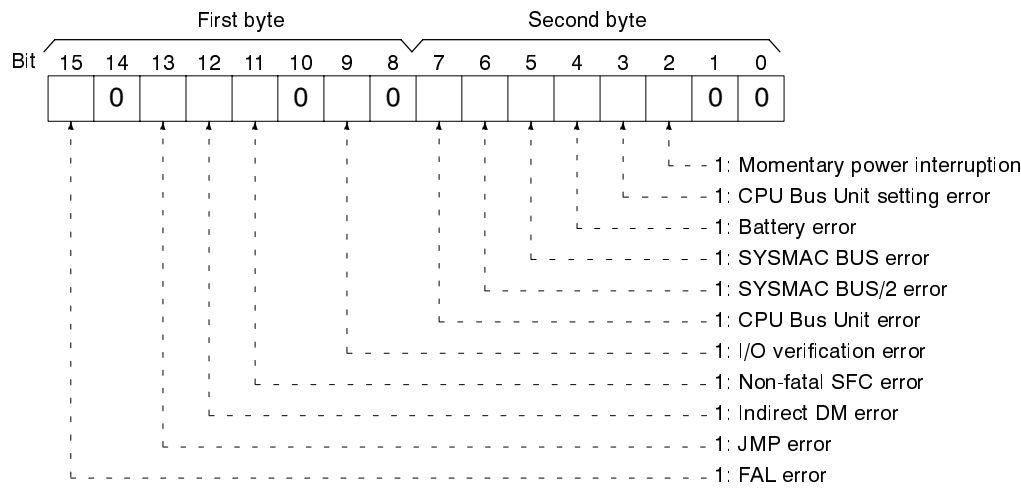 First byte Second byte
Bit 15 14 13 12 11 10 9 8 7 6 5 4 3 2 1 0
0 0 0 0 0
1: Momentary power interruption
1: CPU Bus Unit setting error
1: Battery error
1: SYSMAC BUS error
1: SYSMAC BUS/2 error
1: CPU Bus Unit error
1: I/O verification error
1: Non-fatal SFC error
1: Indirect DM error
1: JMP error
1: FAL error